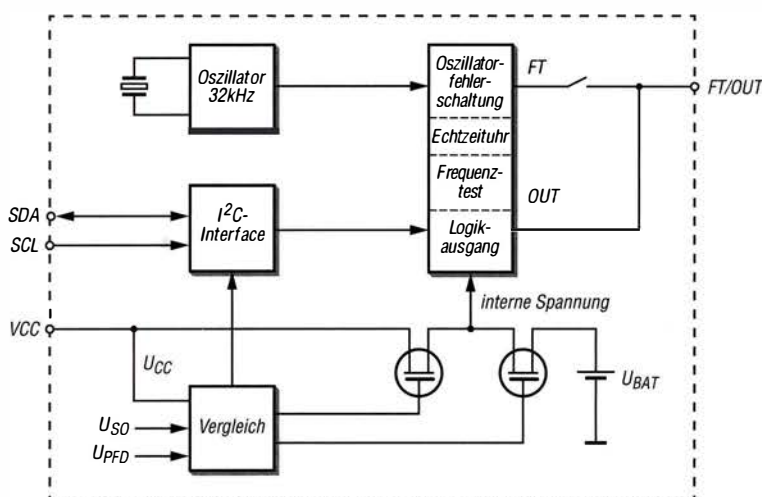 Oszillator
32kHz
Oszillator-
fehler-
schaltung
Echtzeituhr
Frequenz-
test
Logik-
ausgang
FT
FT/OUT
OUT
SDA
SCL
I²C-
Interface
interne Spannung
VCC
UCC
Vergleich
USO
UPFD
UBAT